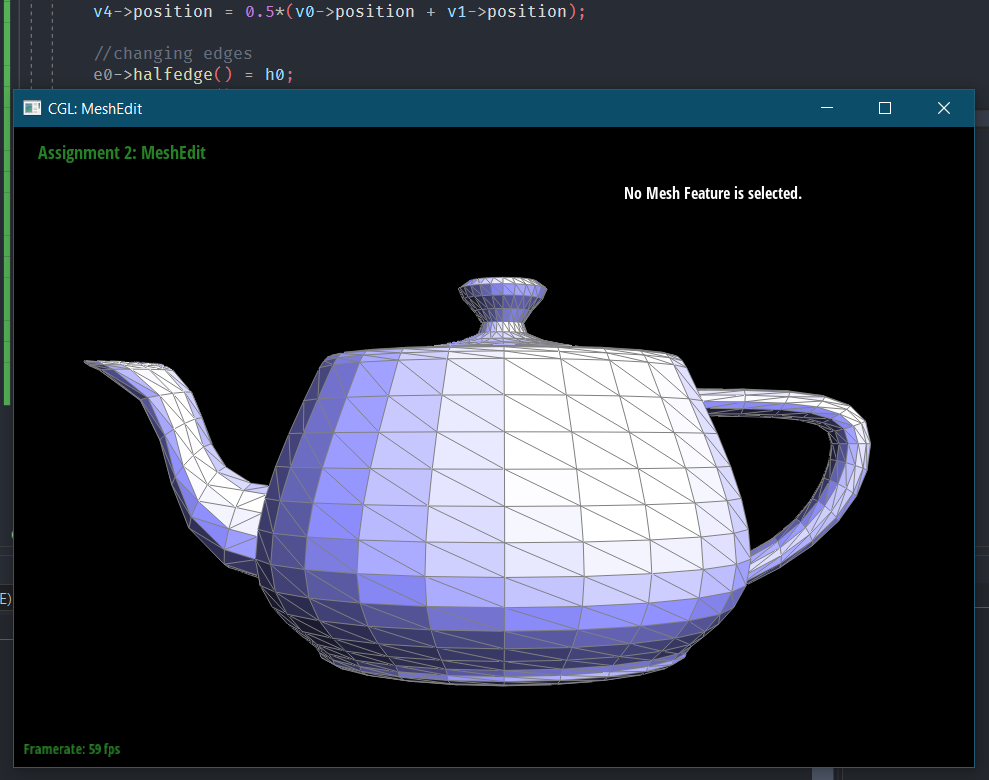 v4->position = 0.5*(v0->position + v1->position);
//changing edges
e0->halfedge() = h0;
CGL: MeshEdit
Assignment 2: MeshEdit
No Mesh Feature is selected.
E)
Framerate: 59 fps